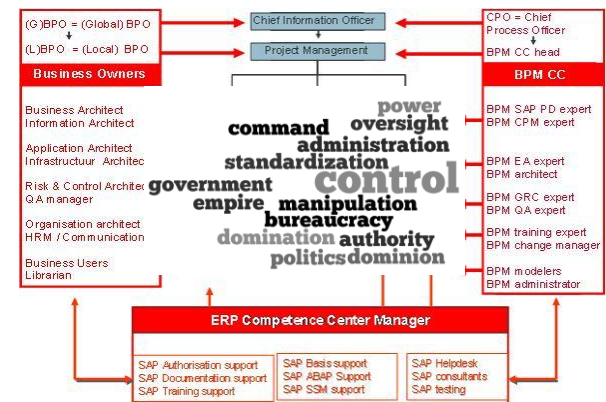 (G)BPO = (Global) BPO
(L)BPO = (Local) BPO
Business Owners
Business Architect
Information Architect
Application Architect
Infrastructuur Architec
Risk & Control Architec
QA manager
Organisation architect
HRM / Communication
Business Users
Librarian
Chief Information Officer
Project Management
power
command
oversight
administration
standardization
control
government
empire
manipulation
bureaucracy
domination
authority
politics
dominion
CPO = Chief
Process Officer
BPM CC head
BPM CC
BPM SAP PD expert
BPM CPM expert
BPM EA expert
BPM architect
BPM GRC expert
BPM QA expert
BPM training expert
BPM change manager
BPM modelers
BPM administrator
ERP Competence Center Manager
SAP Authorisation support
SAP Documentation support
SAP Training support
SAP Basis support
SAP ABAP Support
SAP SSM support
SAP Helpdesk
SAP consultants
SAP testing